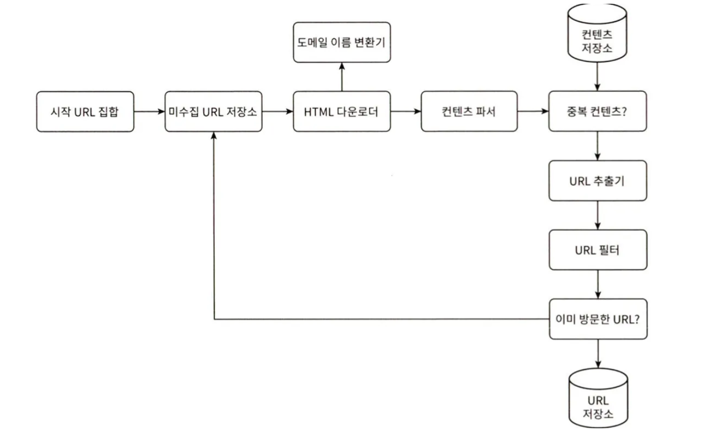 도메일 이름 변환기
컨텐츠
저장소
시작 URL 집합
미수집 URL 저장소
HTML 다운로더
컨텐츠 파서
중복 컨텐츠?
URL 추출기
URL 필터
이미 방문한 URL?
URL
저장소